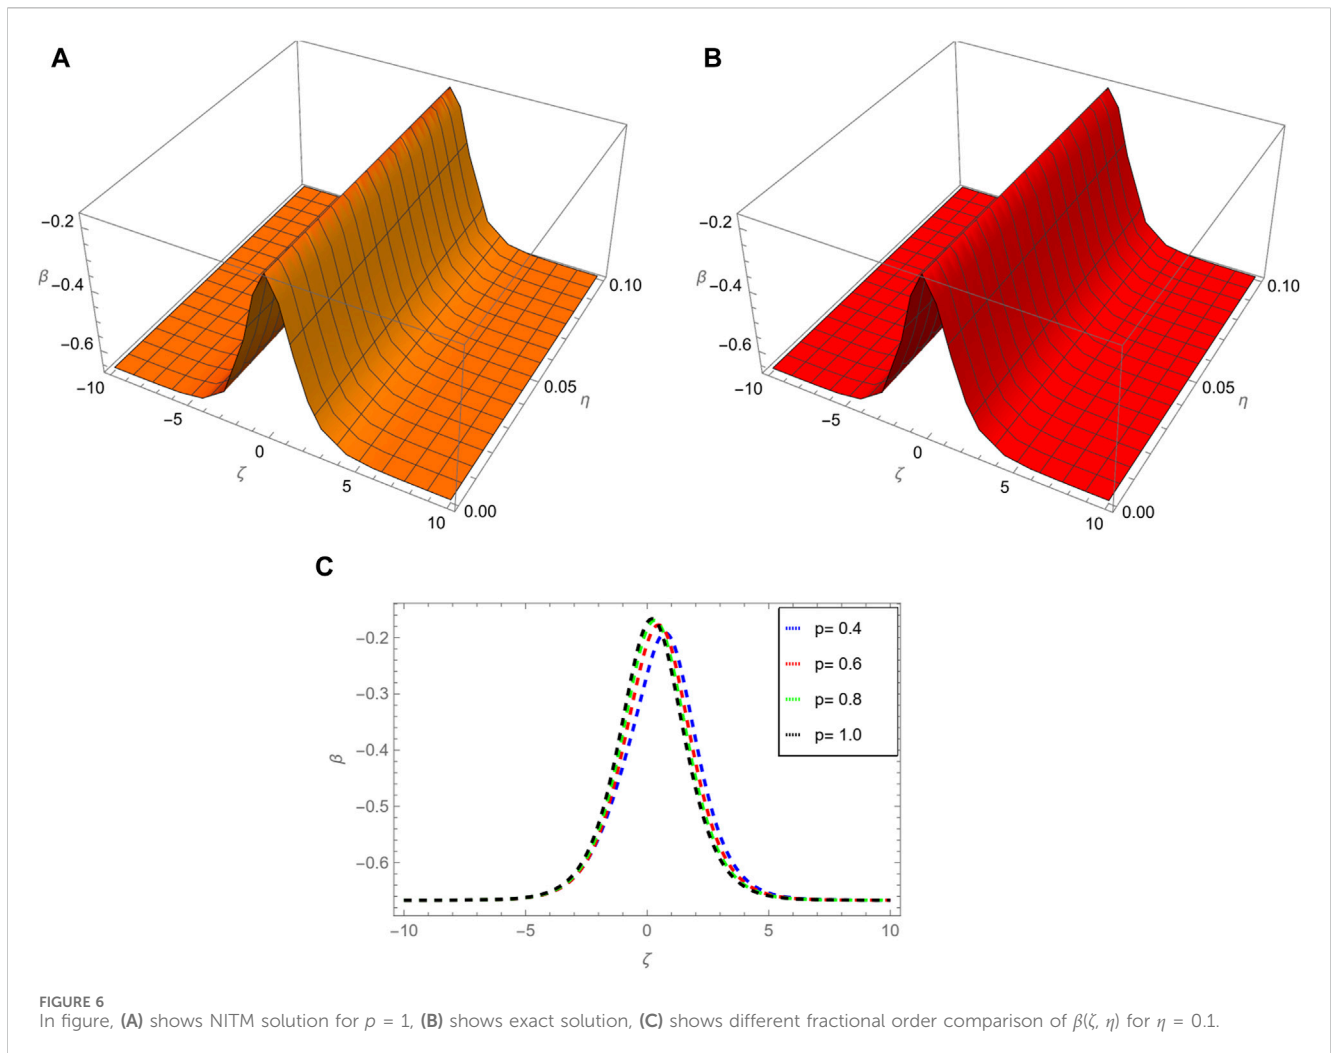 A
B
−0.2
β
−0.4
−0.6
−10
−5
0
ζ
5
10
0.00
0.05
η
0.10
−0.2
β
−0.4
−0.6
−10
−5
0
ζ
5
10
0.00
0.05
η
0.10
C
p= 0.4
p= 0.6
p= 0.8
p= 1.0
−0.2
−0.3
−0.4
−0.5
−0.6
β
−10
−5
0
5
10
ζ
FIGURE 6
In figure, (A) shows NITM solution for p = 1, (B) shows exact solution, (C) shows different fractional order comparison of β(ζ, η) for η = 0.1.